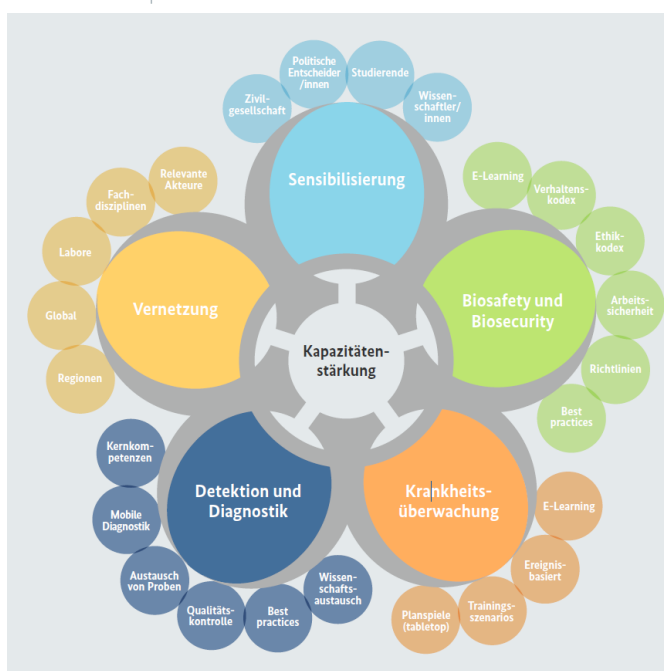 Politische
Entscheider
/innen
Studierende
Zivil-
gesellschaft
Wissen-
schaftler/
innen
Sensibilisierung
Relevante
Akteure
Fach-
disziplinen
Labore
Global
Regionen
Vernetzung
E-Learning
Verhaltens-
kodex
Ethik-
kodex
Arbeits-
sicherheit
Richtlinien
Best
practices
Biosafety und
Biosecurity
Kapazitäten-
stärkung
Kernkom-
petenzen
Mobile
Diagnostik
Austausch
von Proben
Qualitäts-
kontrolle
Best
practices
Wissen-
schafts-
austausch
Detektion und
Diagnostik
Krankheits-
überwachung
E-Learning
Ereignis-
basiert
Trainings-
szenarios
Planspiele
(tabletop)